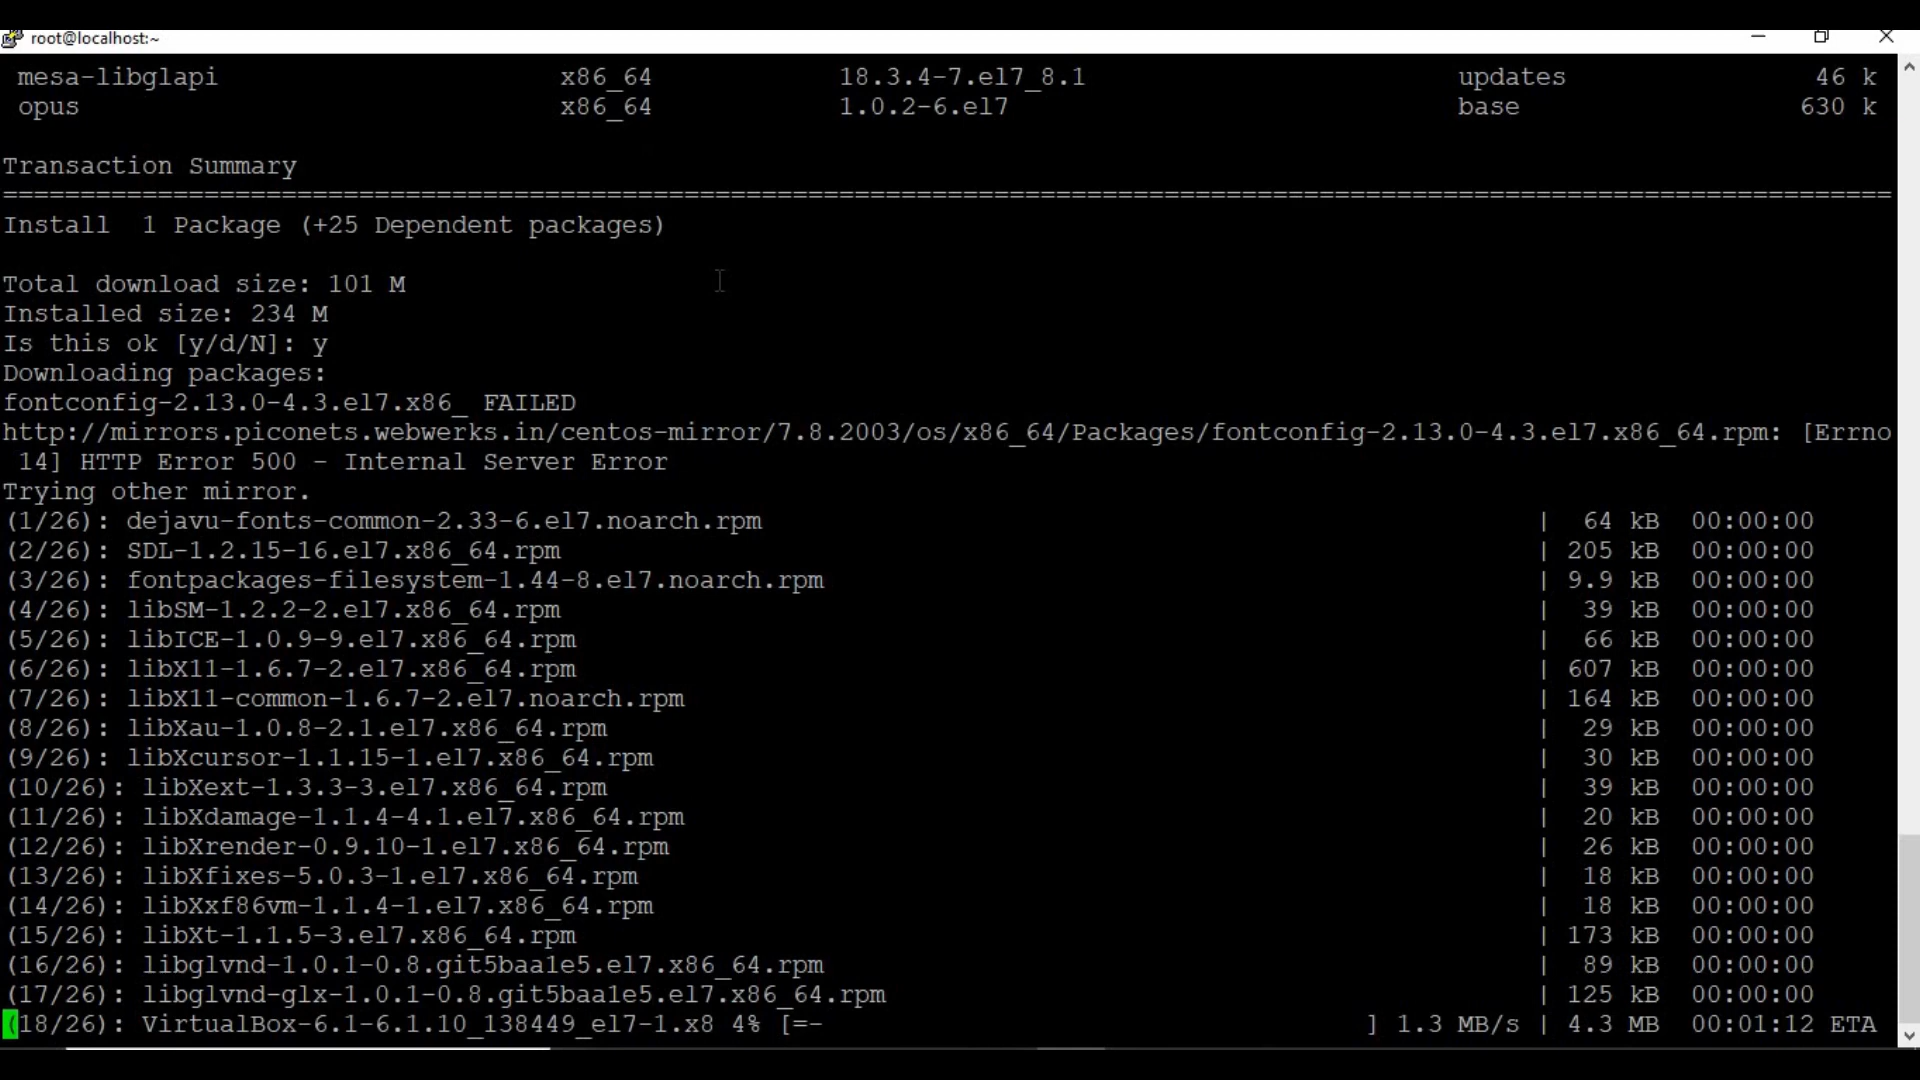 root@localhost:~
mesa-libglapi x86_64 18.3.4-7.el7_8.1 updates 46 k
opus x86_64 1.0.2-6.el7 base 630 k
Transaction Summary
================================================================================
Install 1 Package (+25 Dependent packages)
Total download size: 101 M
Installed size: 234 M
Is this ok [y/d/N]: y
Downloading packages:
fontconfig-2.13.0-4.3.el7.x86_ FAILED
http://mirrors.piconets.webwerks.in/centos-mirror/7.8.2003/os/x86_64/Packages/fontconfig-2.13.0-4.3.el7.x86_64.rpm: [Errno
14] HTTP Error 500 - Internal Server Error
Trying other mirror.
(1/26): dejavu-fonts-common-2.33-6.el7.noarch.rpm | 64 kB 00:00:00
(2/26): SDL-1.2.15-16.el7.x86_64.rpm | 205 kB 00:00:00
(3/26): fontpackages-filesystem-1.44-8.el7.noarch.rpm | 9.9 kB 00:00:00
(4/26): libSM-1.2.2-2.el7.x86_64.rpm | 39 kB 00:00:00
(5/26): libICE-1.0.9-9.el7.x86_64.rpm | 66 kB 00:00:00
(6/26): libX11-1.6.7-2.el7.x86_64.rpm | 607 kB 00:00:00
(7/26): libX11-common-1.6.7-2.el7.noarch.rpm | 164 kB 00:00:00
(8/26): libXau-1.0.8-2.1.el7.x86_64.rpm | 29 kB 00:00:00
(9/26): libXcursor-1.1.15-1.el7.x86_64.rpm | 30 kB 00:00:00
(10/26): libXext-1.3.3-3.el7.x86_64.rpm | 39 kB 00:00:00
(11/26): libXdamage-1.1.4-4.1.el7.x86_64.rpm | 20 kB 00:00:00
(12/26): libXrender-0.9.10-1.el7.x86_64.rpm | 26 kB 00:00:00
(13/26): libXfixes-5.0.3-1.el7.x86_64.rpm | 18 kB 00:00:00
(14/26): libXxf86vm-1.1.4-1.el7.x86_64.rpm | 18 kB 00:00:00
(15/26): libXt-1.1.5-3.el7.x86_64.rpm | 173 kB 00:00:00
(16/26): libglvnd-1.0.1-0.8.git5baa1e5.el7.x86_64.rpm | 89 kB 00:00:00
(17/26): libglvnd-glx-1.0.1-0.8.git5baa1e5.el7.x86_64.rpm | 125 kB 00:00:00
(18/26): VirtualBox-6.1-6.1.10_138449_el7-1.x8 4% [=- ] 1.3 MB/s | 4.3 MB 00:01:12 ETA